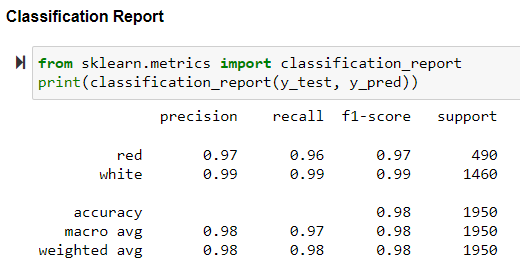 Classification Report
from sklearn.metrics import classification_report
print(classification_report(y_test, y_pred))
precision recall f1-score support
red 0.97 0.96 0.97 490
white 0.99 0.99 0.99 1460
accuracy 0.98 1950
macro avg 0.98 0.97 0.98 1950
weighted avg 0.98 0.98 0.98 1950